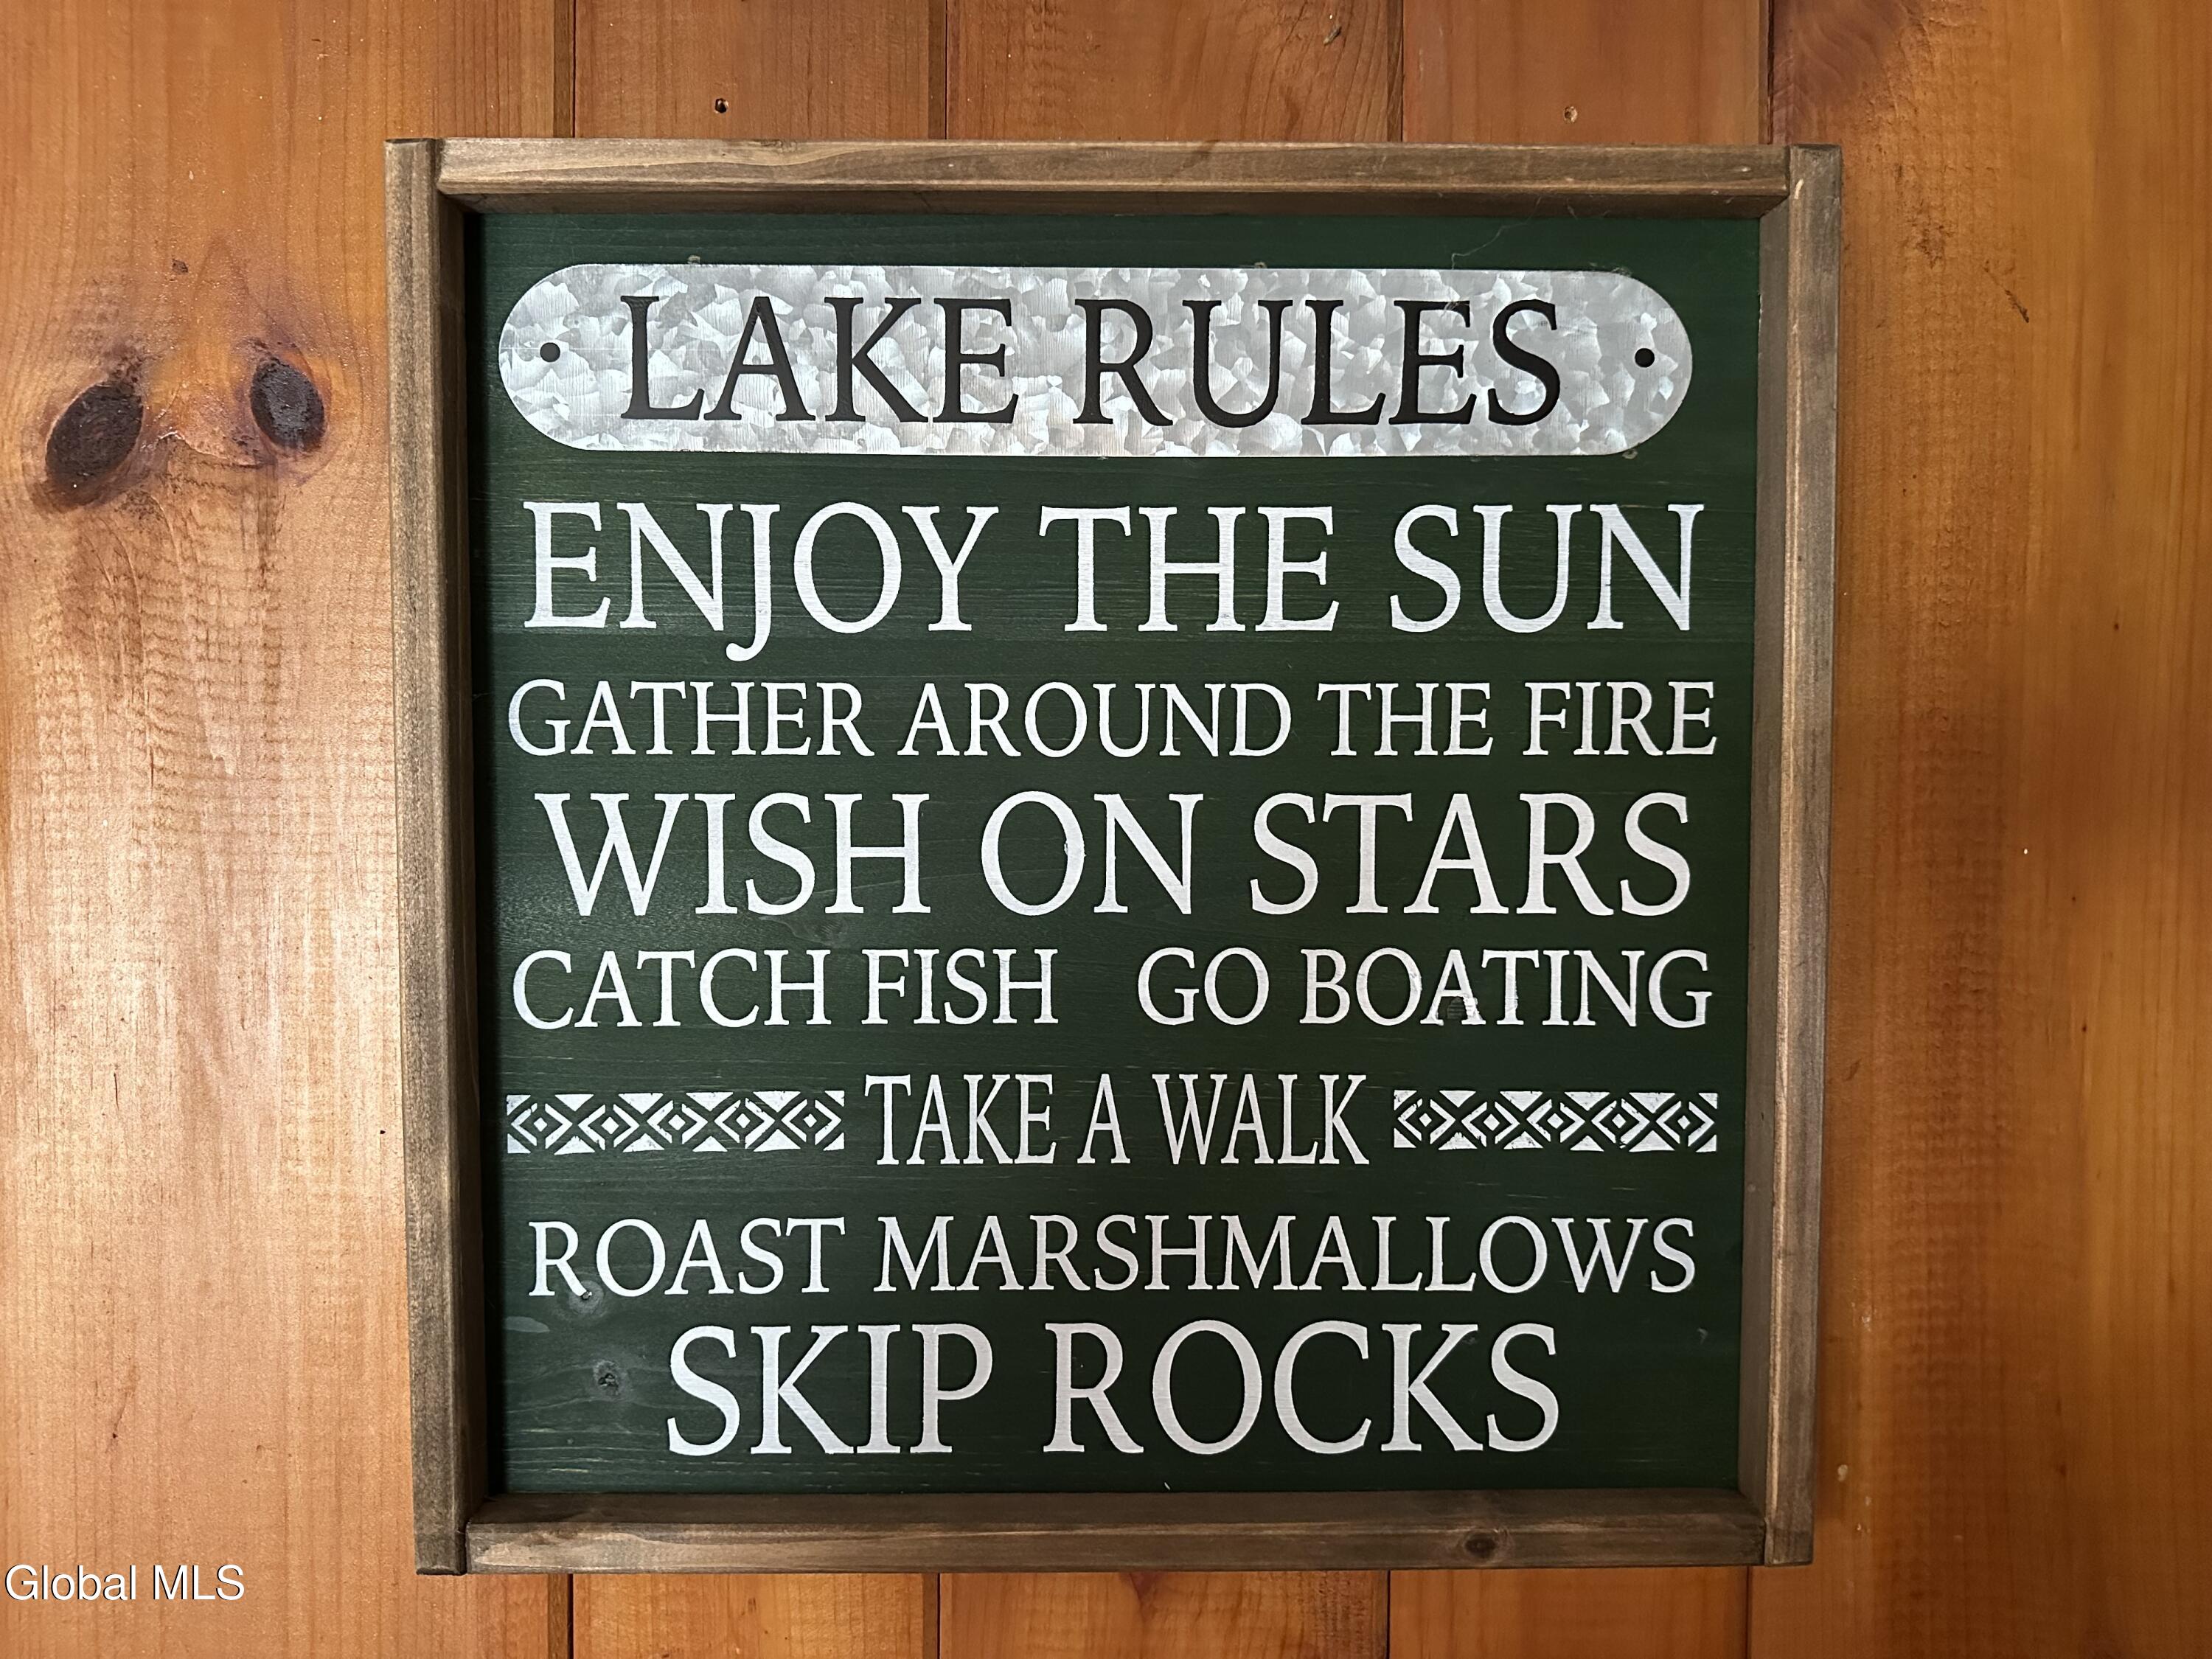 LAKE RULES
ENJOY THE SUN
GATHER AROUND THE FIRE
WISH ON STARS
CATCH FISH GO BOATING
TAKE A WALK
ROAST MARSHMALLOWS
SKIP ROCKS
Global MLS